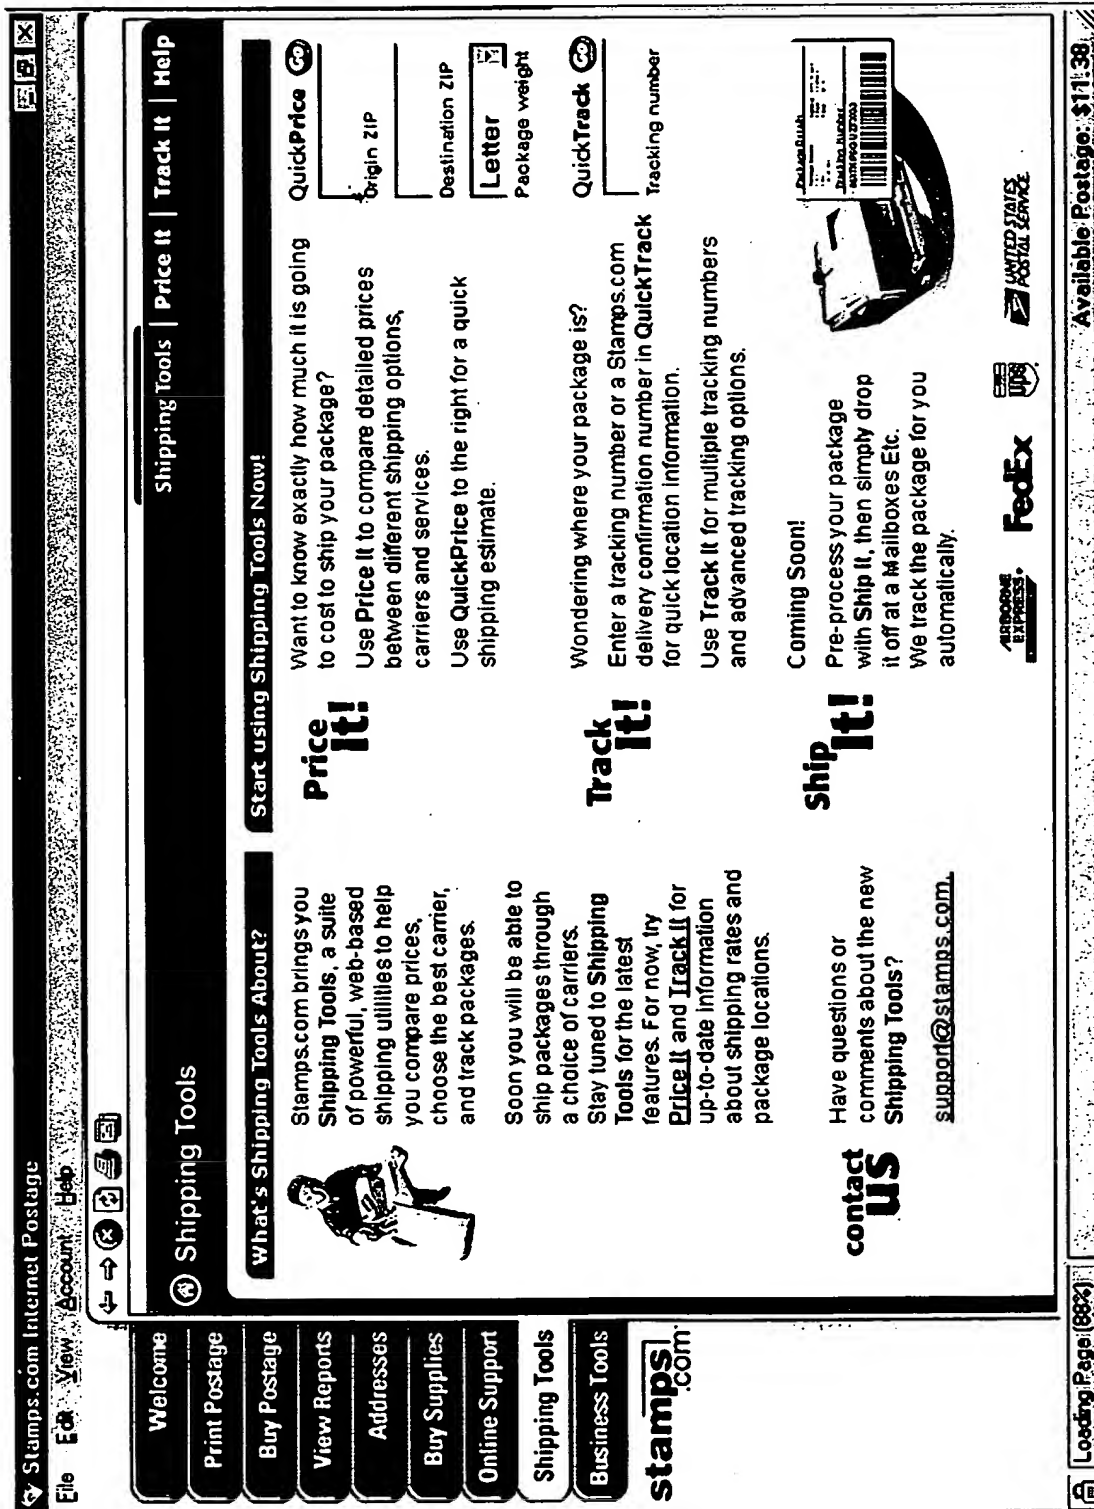 Stamps.com Internet Postage
File Edit View Account Help
Welcome
Print Postage
Buy Postage
View Reports
Addresses
Buy Supplies
Online Support
Shipping Tools
Business Tools
stamps
.com
Shipping Tools
Shipping Tools | Price It | Track It | Help
What's Shipping Tools About?
Stamps.com brings you
Shipping Tools, a suite
of powerful, web-based
shipping utilities to help
you compare prices,
choose the best carrier,
and track packages.
Soon you will be able to
ship packages through
a choice of carriers.
Stay tuned to Shipping
Tools for the latest
features. For now, try
Price It and Track It for
up-to-date information
about shipping rates and
package locations.
contact
us
Have questions or
comments about the new
Shipping Tools?
support@stamps.com.
Start using Shipping Tools Now!
Price
It!
Want to know exactly how much it is going
to cost to ship your package?
Use Price It to compare detailed prices
between different shipping options,
carriers and services.
Use QuickPrice to the right for a quick
shipping estimate.
QuickPrice Go
Origin ZIP
Destination ZIP
Letter
Package weight
Track
It!
Wondering where your package is?
Enter a tracking number or a Stamps.com
delivery confirmation number in QuickTrack
for quick location information.
Use Track It for multiple tracking numbers
and advanced tracking options.
QuickTrack Go
Tracking number
Ship
It!
Coming Soon!
Pre-process your package
with Ship It, then simply drop
it off at a Mailboxes Etc.
We track the package for you
automatically.
Tracking Number
AIRBORNE
EXPRESS.
FedEx
ups
UNITED STATES
POSTAL SERVICE
Loading Page (88%)
Available Postage: $11.38